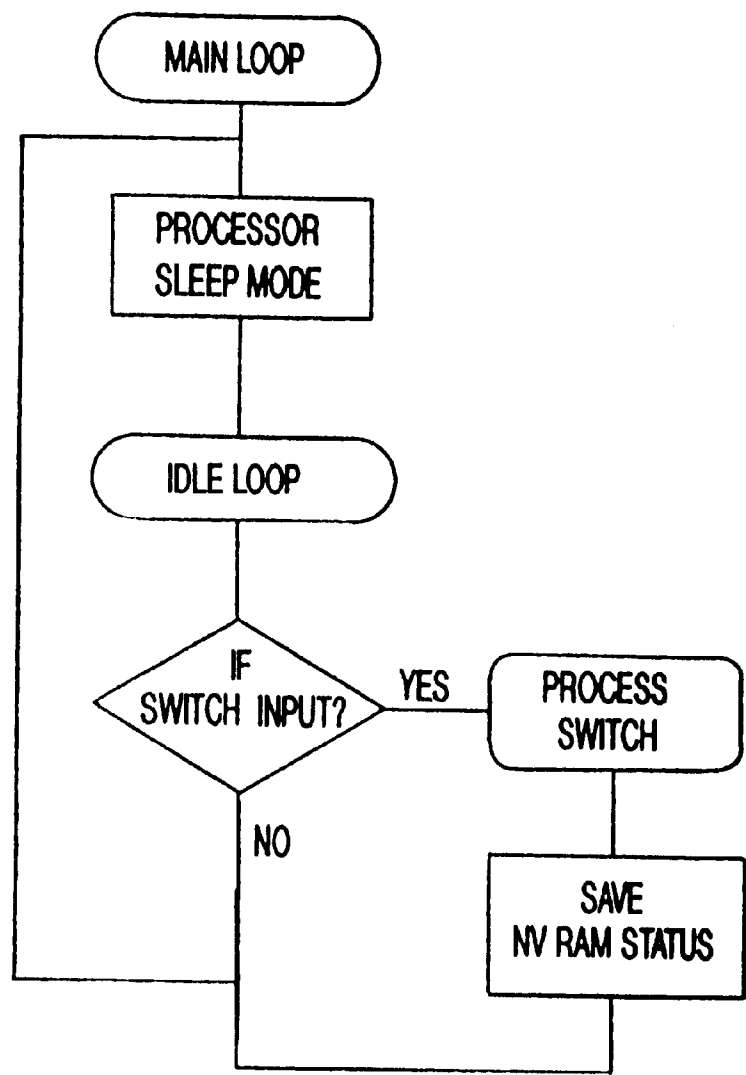 MAIN LOOP
PROCESSOR
SLEEP MODE
IDLE LOOP
IF
SWITCH INPUT?
YES
PROCESS
SWITCH
NO
SAVE
NV RAM STATUS